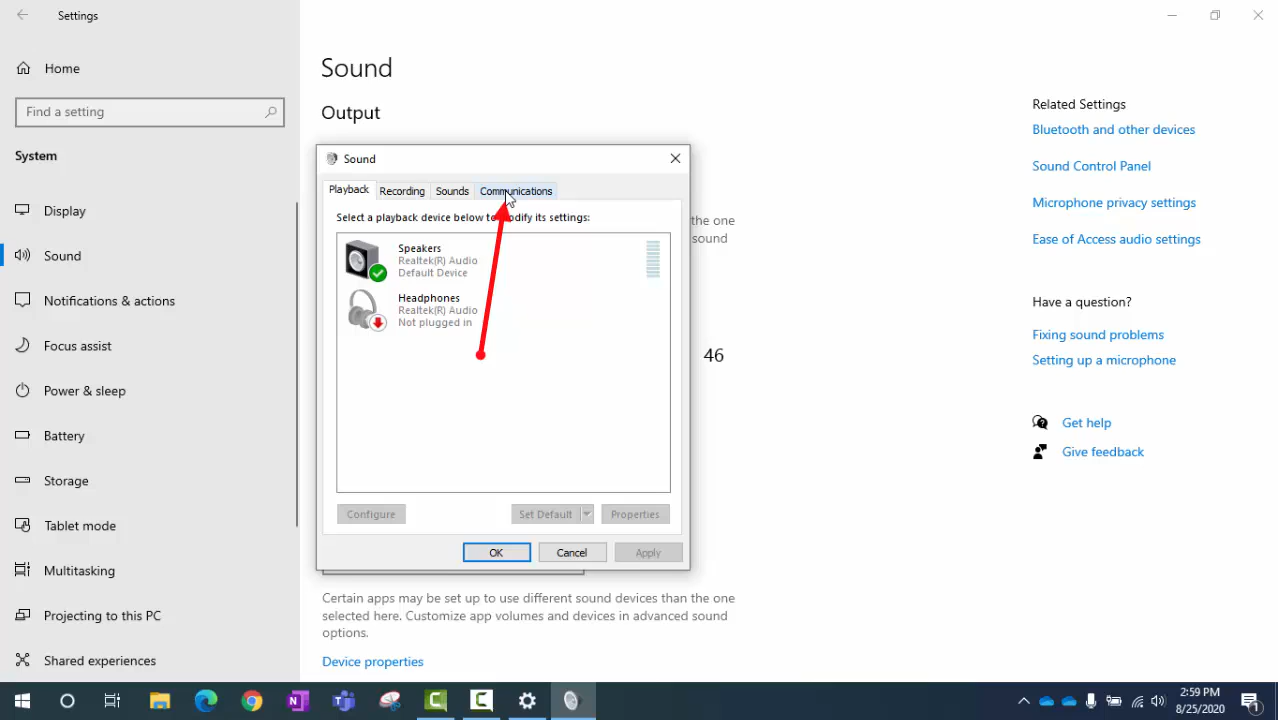 Settings
Home
Find a setting
System
Display
Sound
Notifications & actions
Focus assist
Power & sleep
Battery
Storage
Tablet mode
Multitasking
Projecting to this PC
Shared experiences
Sound
Output
the one
sound
46
Sound
Playback Recording Sounds Communications
Select a playback device below to modify its settings:
Speakers
Realtek(R) Audio
Default Device
Headphones
Realtek(R) Audio
Not plugged in
Configure Set Default Properties
OK Cancel Apply
Certain apps may be set up to use different sound devices than the one
selected here. Customize app volumes and devices in advanced sound
options.
Device properties
Related Settings
Bluetooth and other devices
Sound Control Panel
Microphone privacy settings
Ease of Access audio settings
Have a question?
Fixing sound problems
Setting up a microphone
Get help
Give feedback
2:59 PM
8/25/2020
1